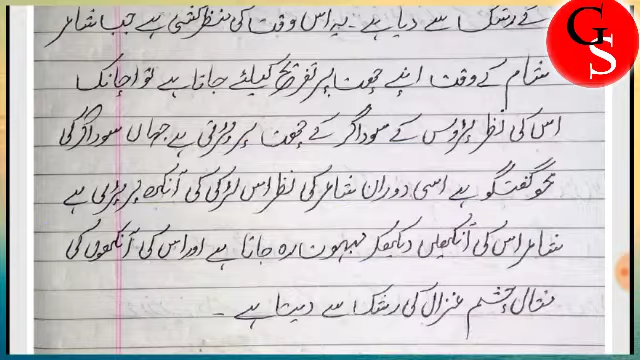 کے رشک سے دیا ہے ۔ یہ اس وقت کی منظر کشی ہے جب شاعر
شام کے وقت اپنے چھت پر تفریح کیلئے جاتا ہے تو اچانک
اس کی نظر پڑوس کے سوداگر کے چھت پر پڑتی ہے جہاں سوداگر کی
محو گفتگو ہے اسی دوران شاعر کی نظر اس لڑکی کی آنکھ پر پڑتی ہے
شاعر اس کی آنکھیں دیکھکر مبہوت رہ جاتا ہے اور اس کی آنکھوں کی
مثال چشم غزال کی رشک سے دیتا ہے ۔
GS